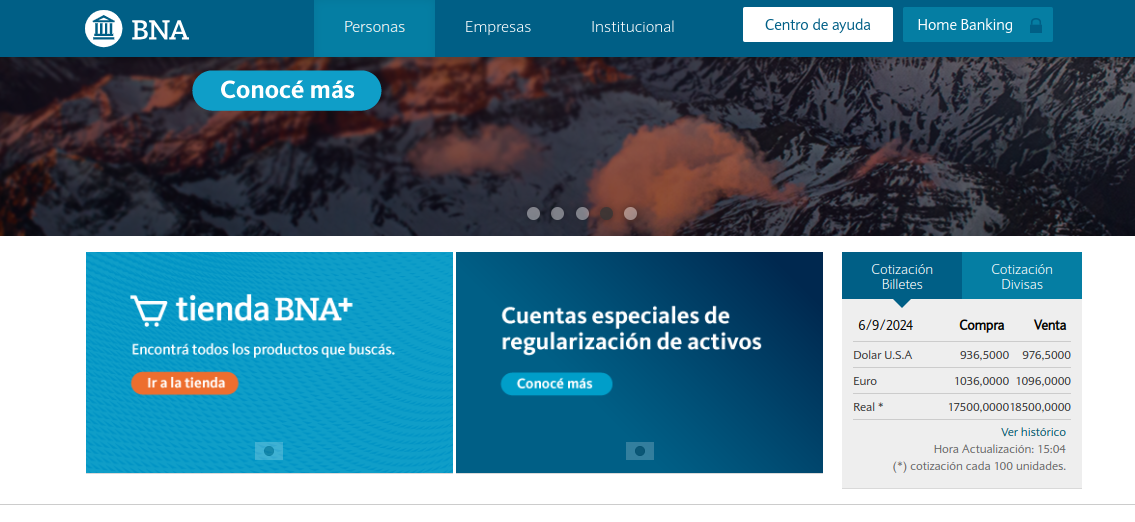 BNA
Personas
Empresas
Institucional
Centro de ayuda
Home Banking
Conocé más
tienda BNA+
Encontrá todos los productos que buscás.
Ir a la tienda
Cuentas especiales de
regularización de activos
Conocé más
Cotización
Billetes
Cotización
Divisas
6/9/2024 Compra Venta
Dolar U.S.A 936,5000 976,5000
Euro 1036,0000 1096,0000
Real * 17500,0000 18500,0000
Ver histórico
Hora Actualización: 15:04
(*) cotización cada 100 unidades.